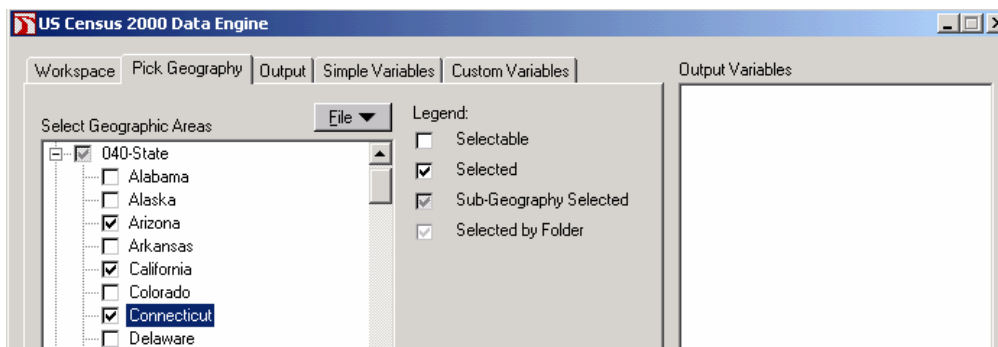 US Census 2000 Data Engine
Workspace Pick Geography Output Simple Variables Custom Variables
Select Geographic Areas
File
040-State
Alabama
Alaska
Arizona
Arkansas
California
Colorado
Connecticut
Delaware
Legend:
Selectable
Selected
Sub-Geography Selected
Selected by Folder
Output Variables